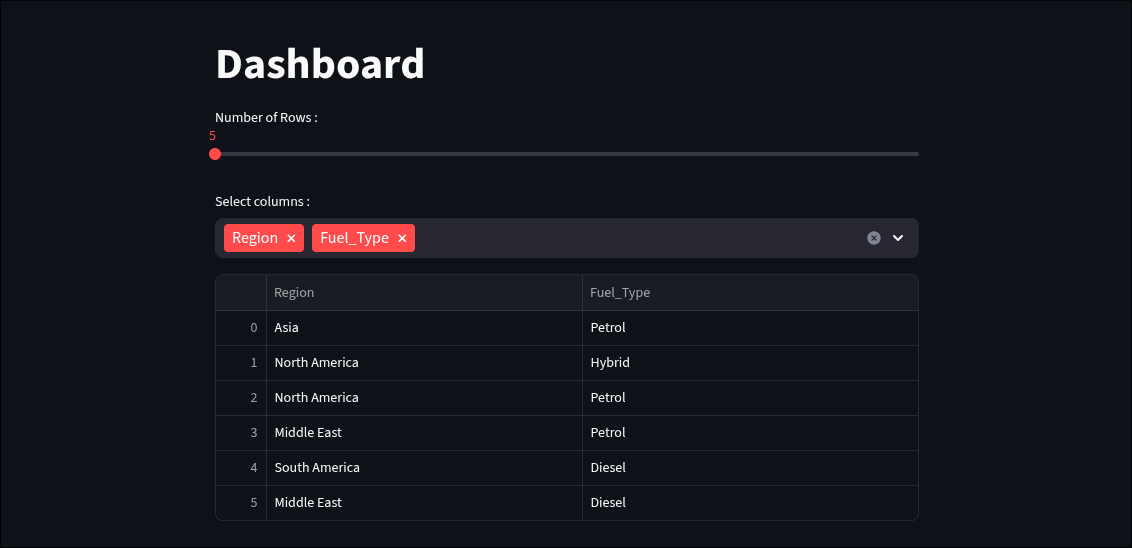 Dashboard
Number of Rows :
5
Select columns :
Region × Fuel_Type ×
Region Fuel_Type
0 Asia Petrol
1 North America Hybrid
2 North America Petrol
3 Middle East Petrol
4 South America Diesel
5 Middle East Diesel